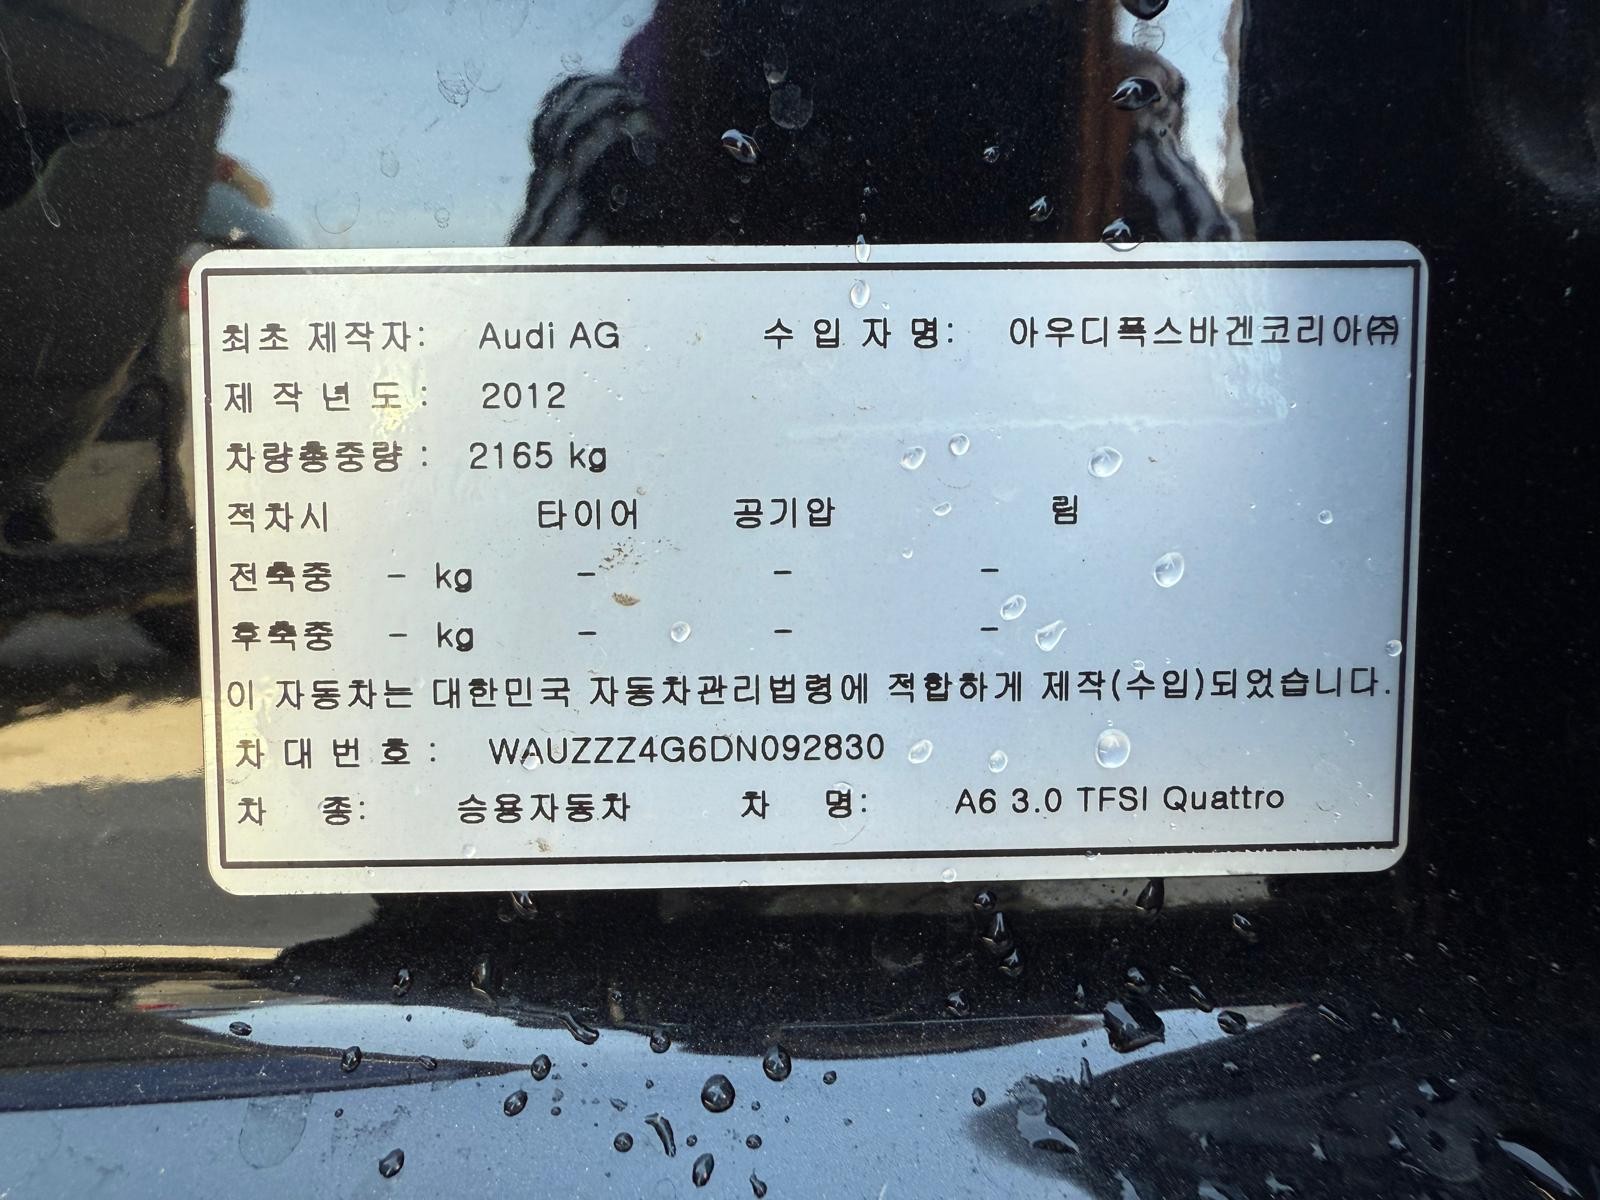 최초 제작자: Audi AG 수 입 자 명: 아우디폭스바겐코리아㈜
제 작 년 도 : 2012
차량총중량 : 2165 kg
적차시 타이어 공기압 림
전축중 - kg - - -
후축중 - kg - - -
이 자동차는 대한민국 자동차관리법령에 적합하게 제작(수입)되었습니다.
차 대 번 호 : WAUZZZ4G6DN092830
차 종: 승용자동차 차 명: A6 3.0 TFSI Quattro